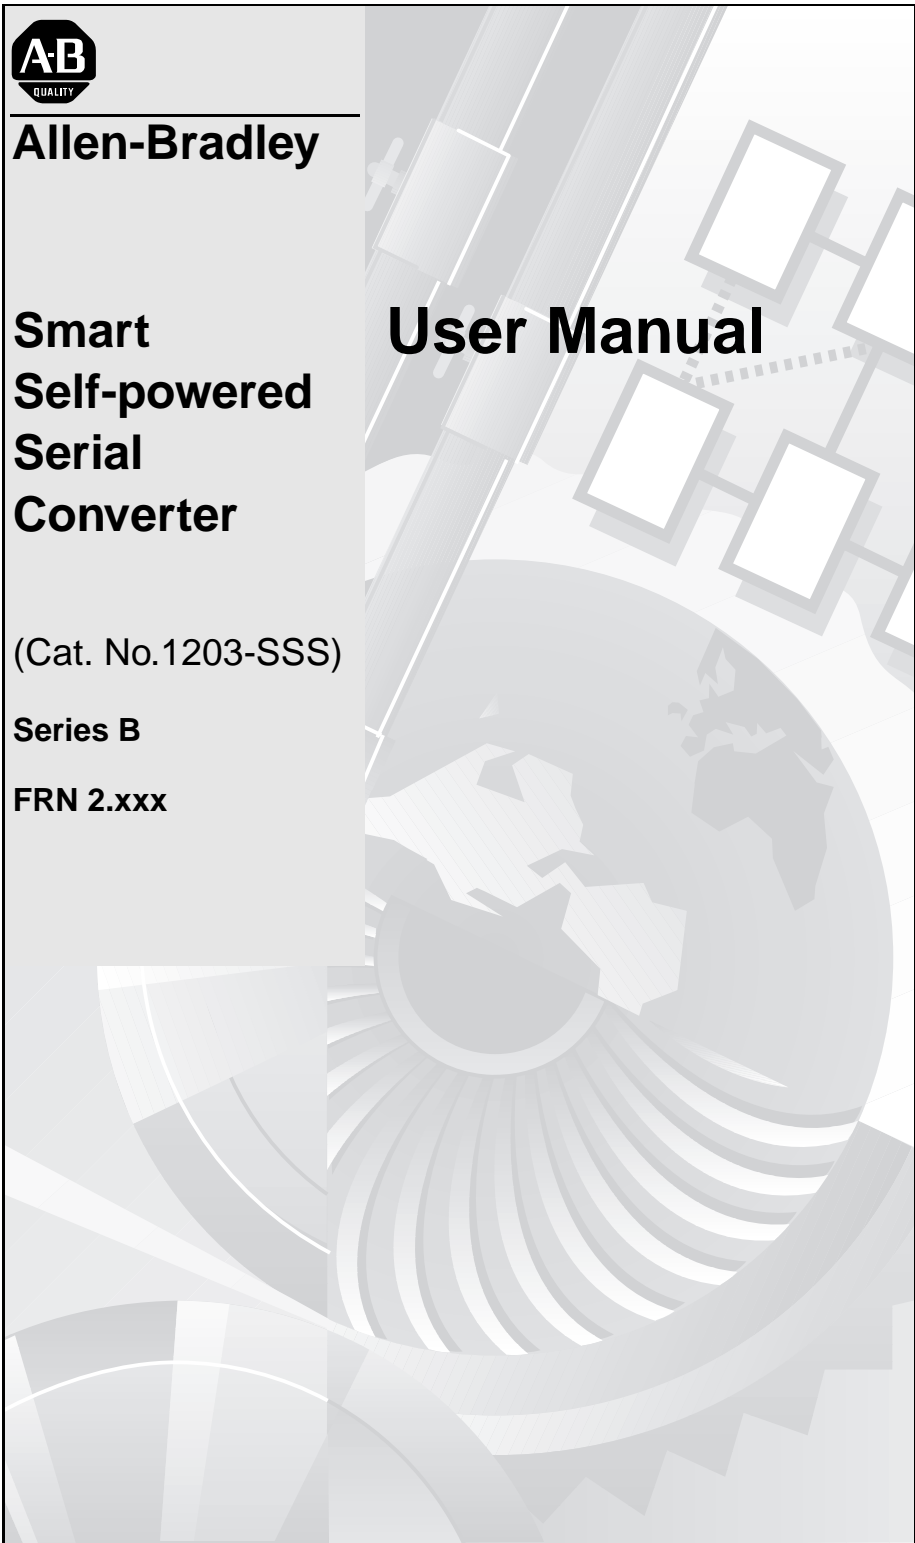 A-B
QUALITY
Allen-Bradley
Smart
Self-powered
Serial
Converter
User Manual
(Cat. No.1203-SSS)
Series B
FRN 2.xxx